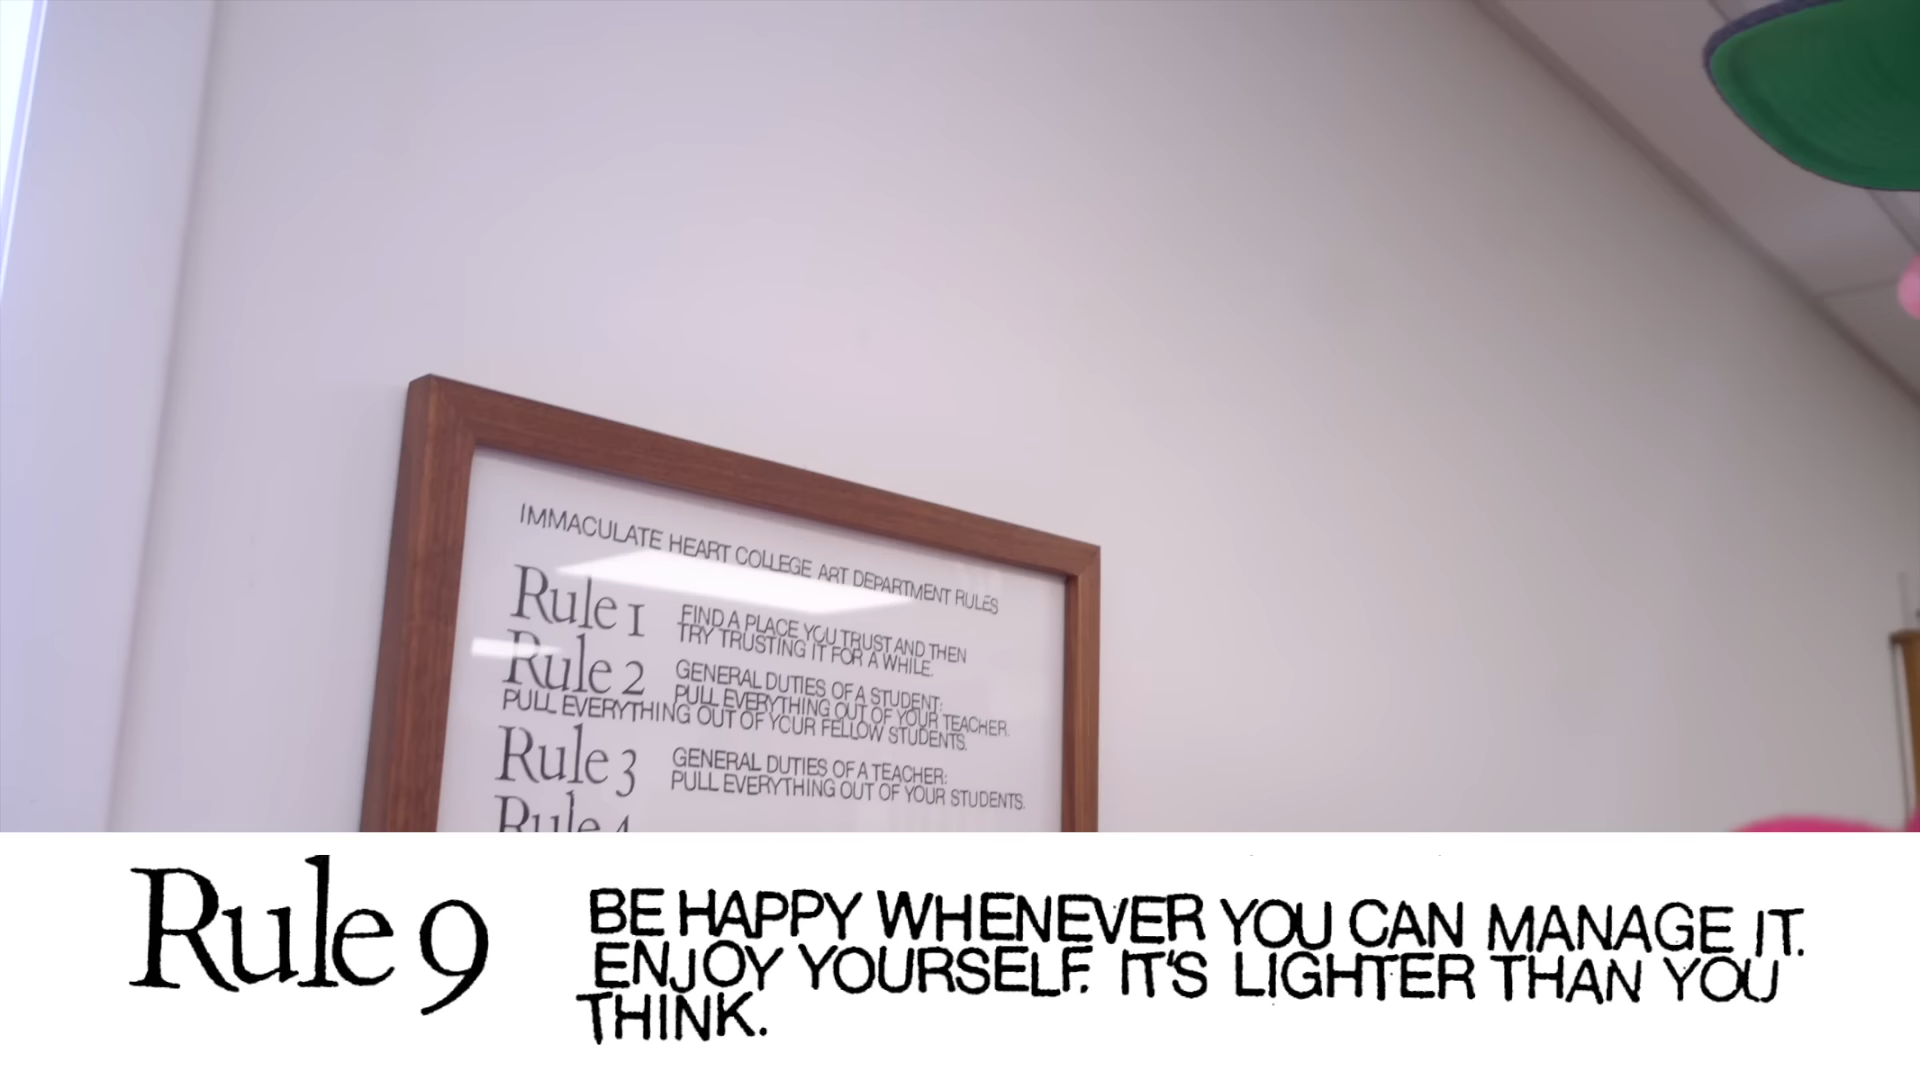 IMMACULATE HEART COLLEGE ART DEPARTMENT RULES
Rule 1 FIND A PLACE YOU TRUST AND THEN
TRY TRUSTING IT FOR A WHILE.
Rule 2 GENERAL DUTIES OF A STUDENT:
PULL EVERYTHING OUT OF YOUR TEACHER.
PULL EVERYTHING OUT OF YOUR FELLOW STUDENTS.
Rule 3 GENERAL DUTIES OF A TEACHER:
PULL EVERYTHING OUT OF YOUR STUDENTS.
Rule 4
Rule 9 BE HAPPY WHENEVER YOU CAN MANAGE IT.
ENJOY YOURSELF. IT'S LIGHTER THAN YOU
THINK.